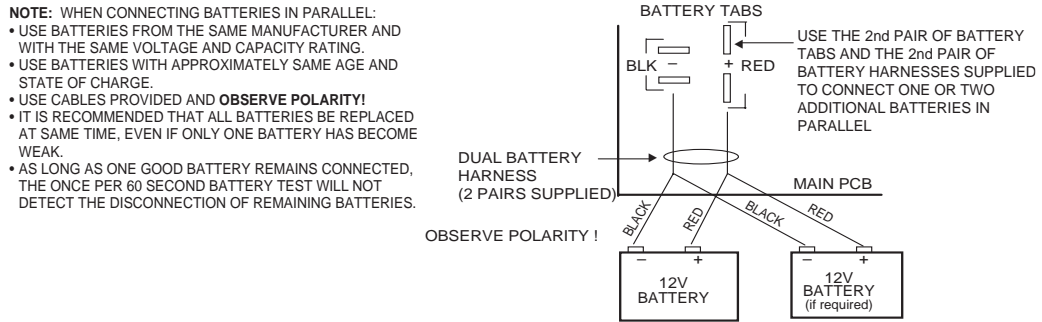 NOTE: WHEN CONNECTING BATTERIES IN PARALLEL:
• USE BATTERIES FROM THE SAME MANUFACTURER AND
WITH THE SAME VOLTAGE AND CAPACITY RATING.
• USE BATTERIES WITH APPROXIMATELY SAME AGE AND
STATE OF CHARGE.
• USE CABLES PROVIDED AND OBSERVE POLARITY!
• IT IS RECOMMENDED THAT ALL BATTERIES BE REPLACED
AT SAME TIME, EVEN IF ONLY ONE BATTERY HAS BECOME
WEAK.
• AS LONG AS ONE GOOD BATTERY REMAINS CONNECTED,
THE ONCE PER 60 SECOND BATTERY TEST WILL NOT
DETECT THE DISCONNECTION OF REMAINING BATTERIES.
BATTERY TABS
BLK – + RED
USE THE 2nd PAIR OF BATTERY
TABS AND THE 2nd PAIR OF
BATTERY HARNESSES SUPPLIED
TO CONNECT ONE OR TWO
ADDITIONAL BATTERIES IN
PARALLEL
DUAL BATTERY
HARNESS
(2 PAIRS SUPPLIED)
MAIN PCB
BLACK
RED
BLACK
RED
OBSERVE POLARITY !
– +
12V
BATTERY
– +
12V
BATTERY
(if required)